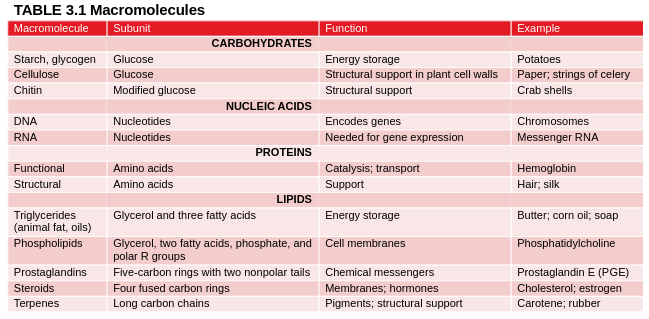 TABLE 3.1 Macromolecules
Macromolecule Subunit Function Example
CARBOHYDRATES
Starch, glycogen Glucose Energy storage Potatoes
Cellulose Glucose Structural support in plant cell walls Paper; strings of celery
Chitin Modified glucose Structural support Crab shells
NUCLEIC ACIDS
DNA Nucleotides Encodes genes Chromosomes
RNA Nucleotides Needed for gene expression Messenger RNA
PROTEINS
Functional Amino acids Catalysis; transport Hemoglobin
Structural Amino acids Support Hair; silk
LIPIDS
Triglycerides Glycerol and three fatty acids Energy storage Butter; corn oil; soap
(animal fat, oils)
Phospholipids Glycerol, two fatty acids, phosphate, and Cell membranes Phosphatidylcholine
polar R groups
Prostaglandins Five-carbon rings with two nonpolar tails Chemical messengers Prostaglandin E (PGE)
Steroids Four fused carbon rings Membranes; hormones Cholesterol; estrogen
Terpenes Long carbon chains Pigments; structural support Carotene; rubber